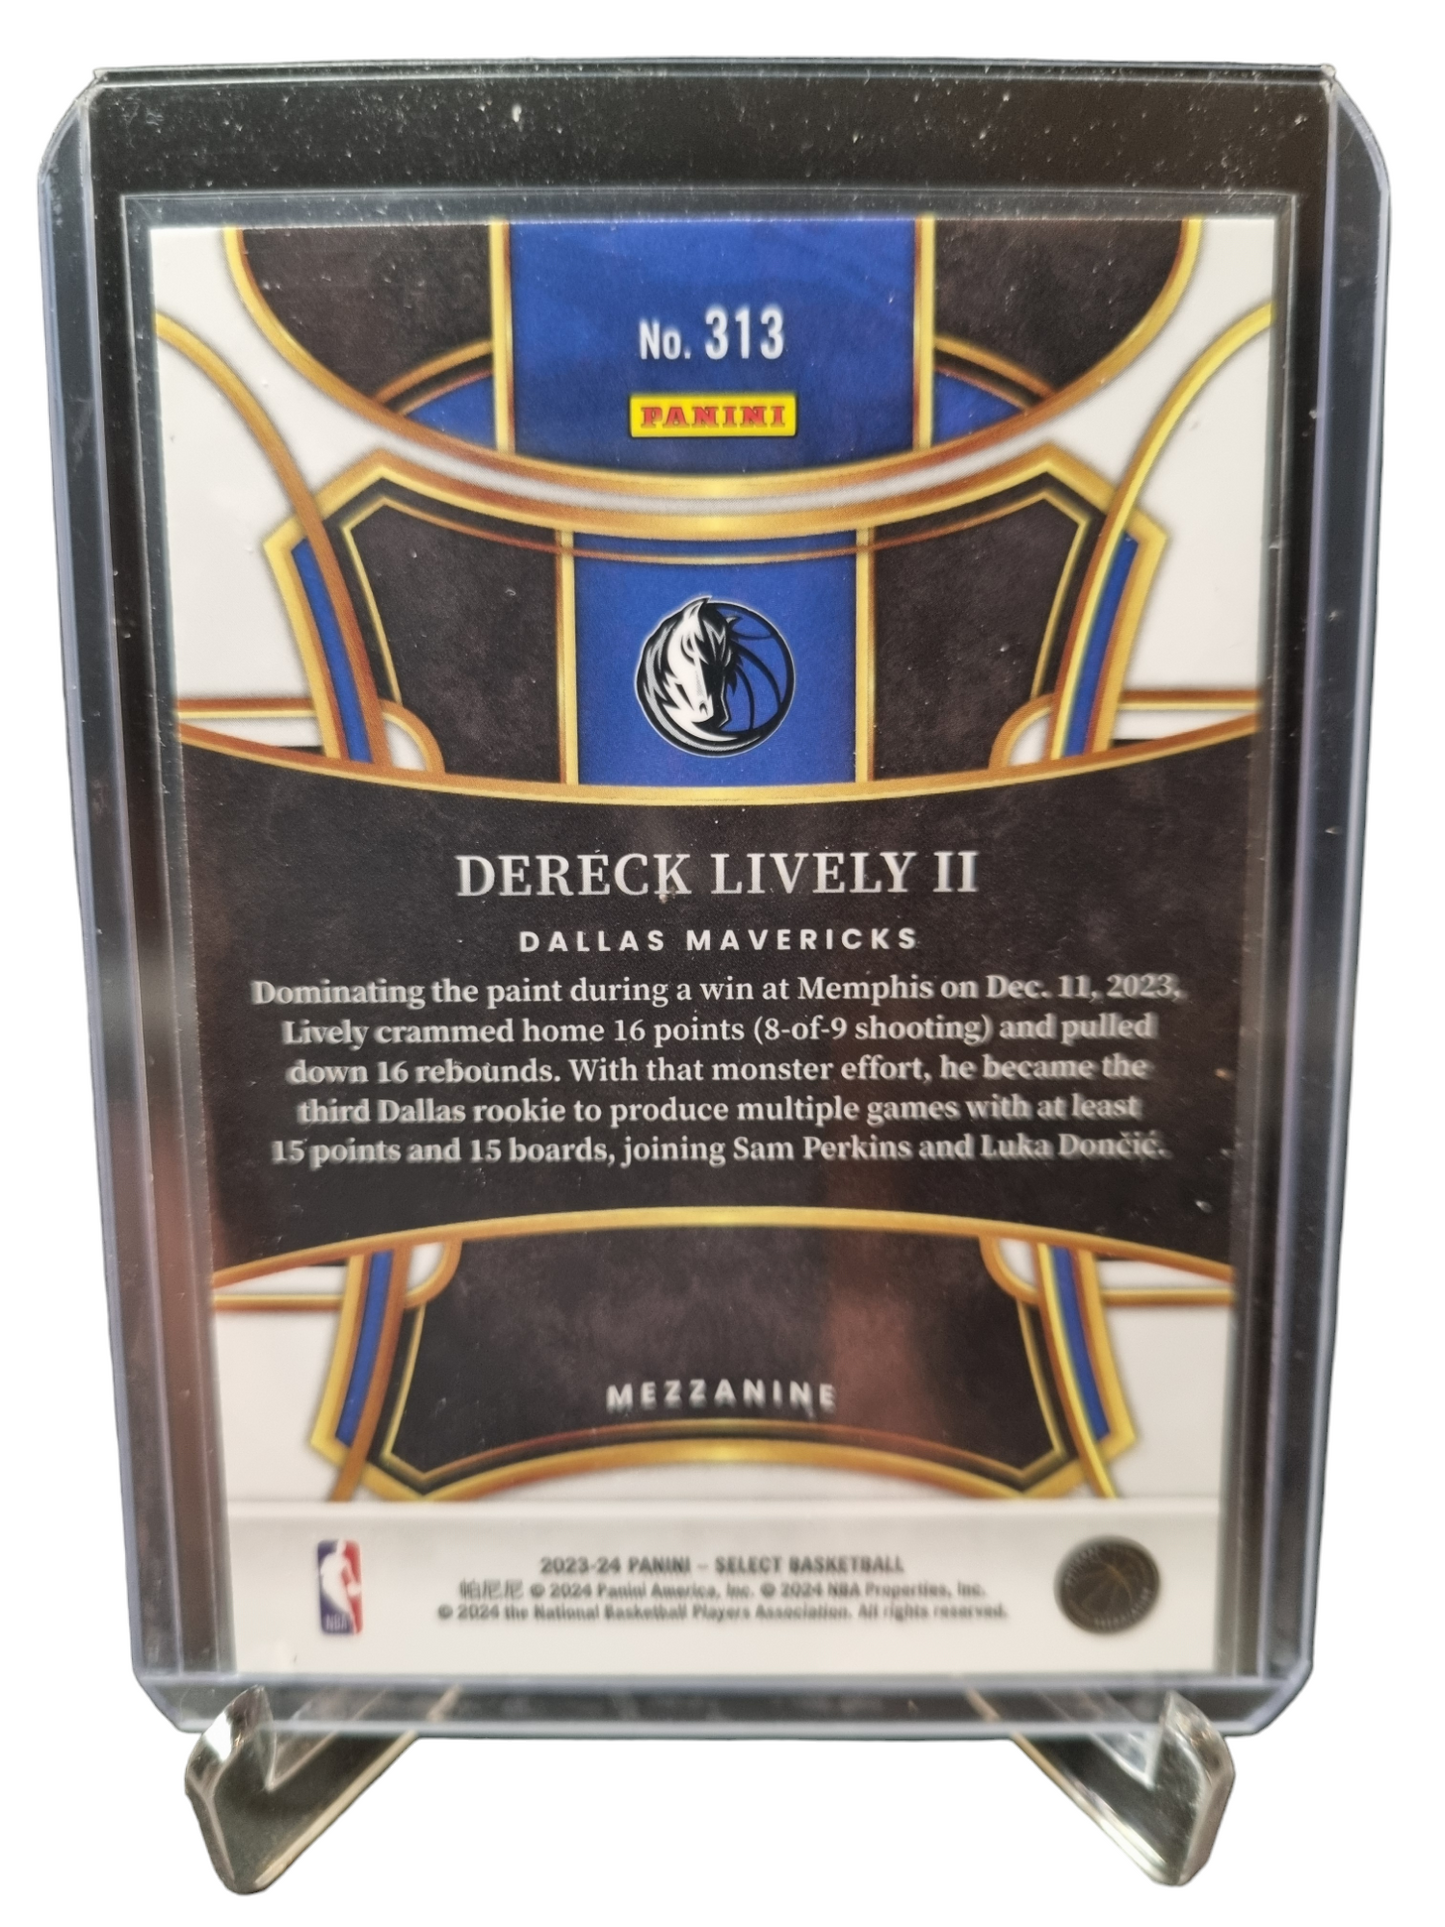 No. 313
PANINI
DERECK LIVELY II
DALLAS MAVERICKS
Dominating the paint during a win at Memphis on Dec. 11, 2023,
Lively crammed home 16 points (8-of-9 shooting) and pulled
down 16 rebounds. With that monster effort, he became the
third Dallas rookie to produce multiple games with at least
15 points and 15 boards, joining Sam Perkins and Luka Dončić.
MEZZANINE
2023-24 PANINI – SELECT BASKETBALL
帕尼尼 © 2024 Panini America, Inc. © 2024 NBA Properties, Inc.
© 2024 the National Basketball Players Association. All rights reserved.
NBA